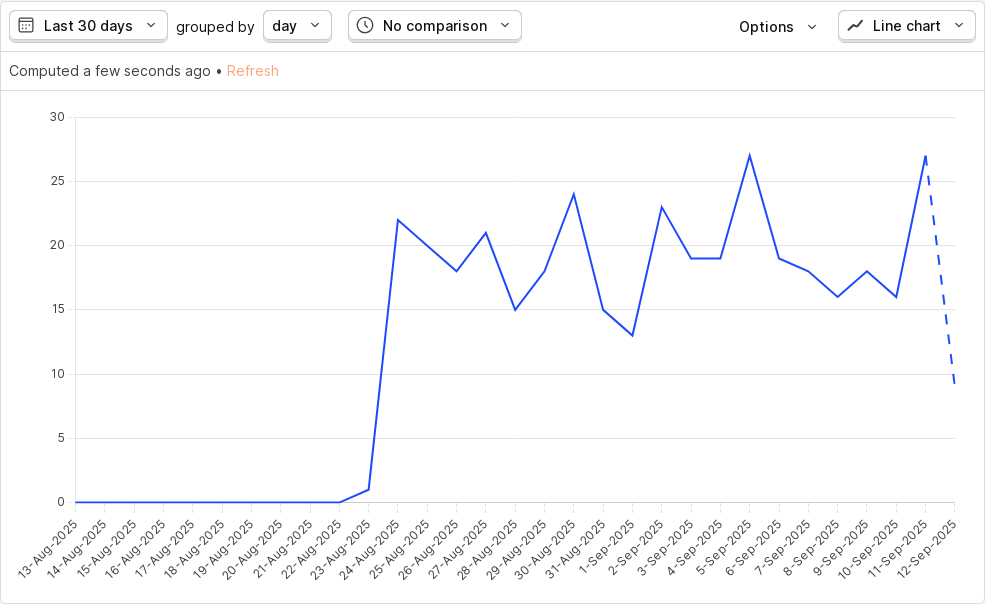 Last 30 days grouped by day No comparison Options Line chart
Computed a few seconds ago • Refresh
30
25
20
15
10
5
0
13-Aug-2025
14-Aug-2025
15-Aug-2025
16-Aug-2025
17-Aug-2025
18-Aug-2025
19-Aug-2025
20-Aug-2025
21-Aug-2025
22-Aug-2025
23-Aug-2025
24-Aug-2025
25-Aug-2025
26-Aug-2025
27-Aug-2025
28-Aug-2025
29-Aug-2025
30-Aug-2025
31-Aug-2025
1-Sep-2025
2-Sep-2025
3-Sep-2025
4-Sep-2025
5-Sep-2025
6-Sep-2025
7-Sep-2025
8-Sep-2025
9-Sep-2025
10-Sep-2025
11-Sep-2025
12-Sep-2025